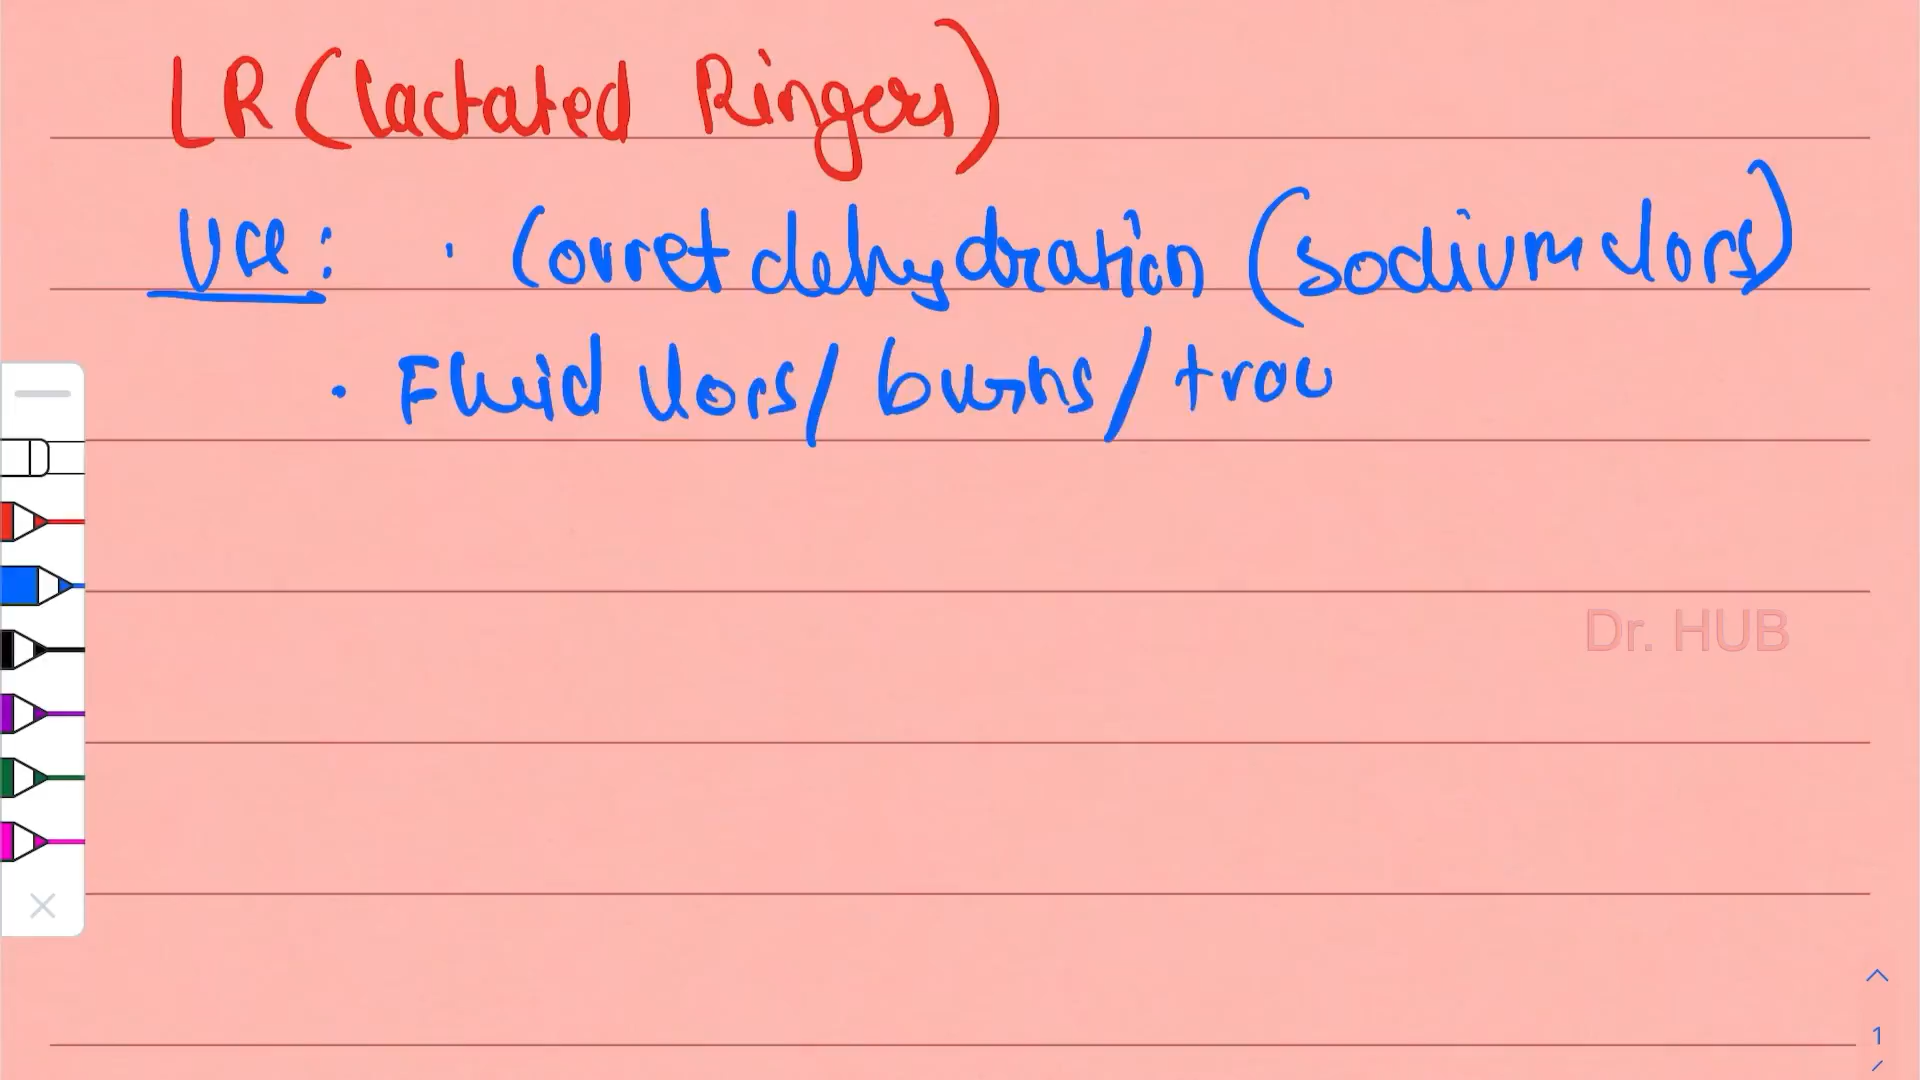 LR (lactated Ringers)
Use: · Corret dehydration (sodium loss)
· Fluid loss / burns / trau
Dr. HUB
1